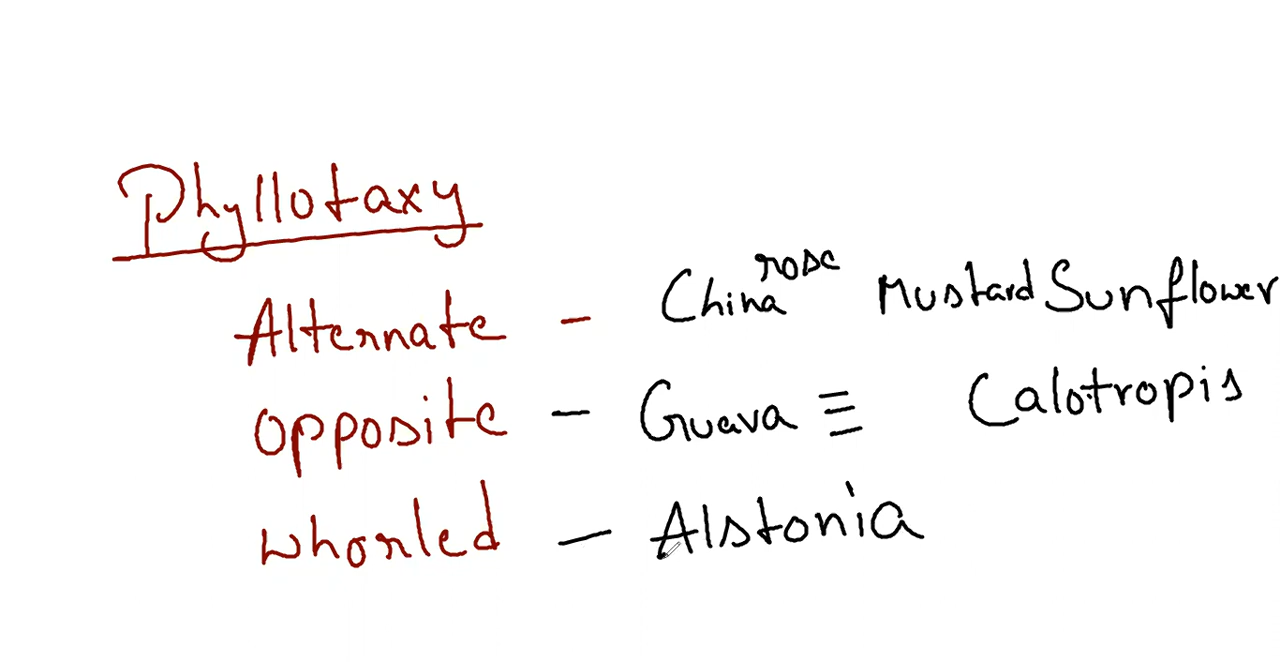 Phyllotaxy
Alternate - China rose Mustard Sunflower
opposite - Guava ≡ Calotropis
whorled - Alstonia